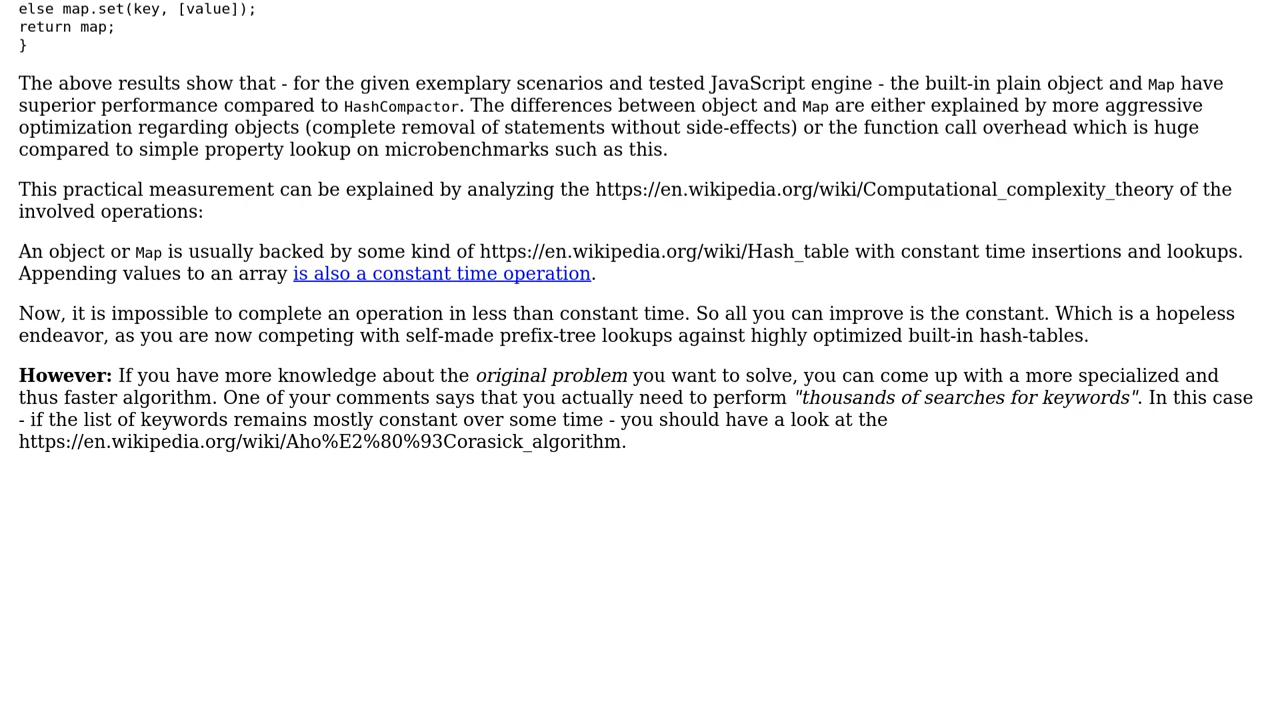 else map.set(key, [value]);
return map;
}
The above results show that - for the given exemplary scenarios and tested JavaScript engine - the built-in plain object and Map have
superior performance compared to HashCompactor. The differences between object and Map are either explained by more aggressive
optimization regarding objects (complete removal of statements without side-effects) or the function call overhead which is huge
compared to simple property lookup on microbenchmarks such as this.
This practical measurement can be explained by analyzing the https://en.wikipedia.org/wiki/Computational_complexity_theory of the
involved operations:
An object or Map is usually backed by some kind of https://en.wikipedia.org/wiki/Hash_table with constant time insertions and lookups.
Appending values to an array is also a constant time operation.
Now, it is impossible to complete an operation in less than constant time. So all you can improve is the constant. Which is a hopeless
endeavor, as you are now competing with self-made prefix-tree lookups against highly optimized built-in hash-tables.
However: If you have more knowledge about the original problem you want to solve, you can come up with a more specialized and
thus faster algorithm. One of your comments says that you actually need to perform "thousands of searches for keywords". In this case
- if the list of keywords remains mostly constant over some time - you should have a look at the
https://en.wikipedia.org/wiki/Aho%E2%80%93Corasick_algorithm.